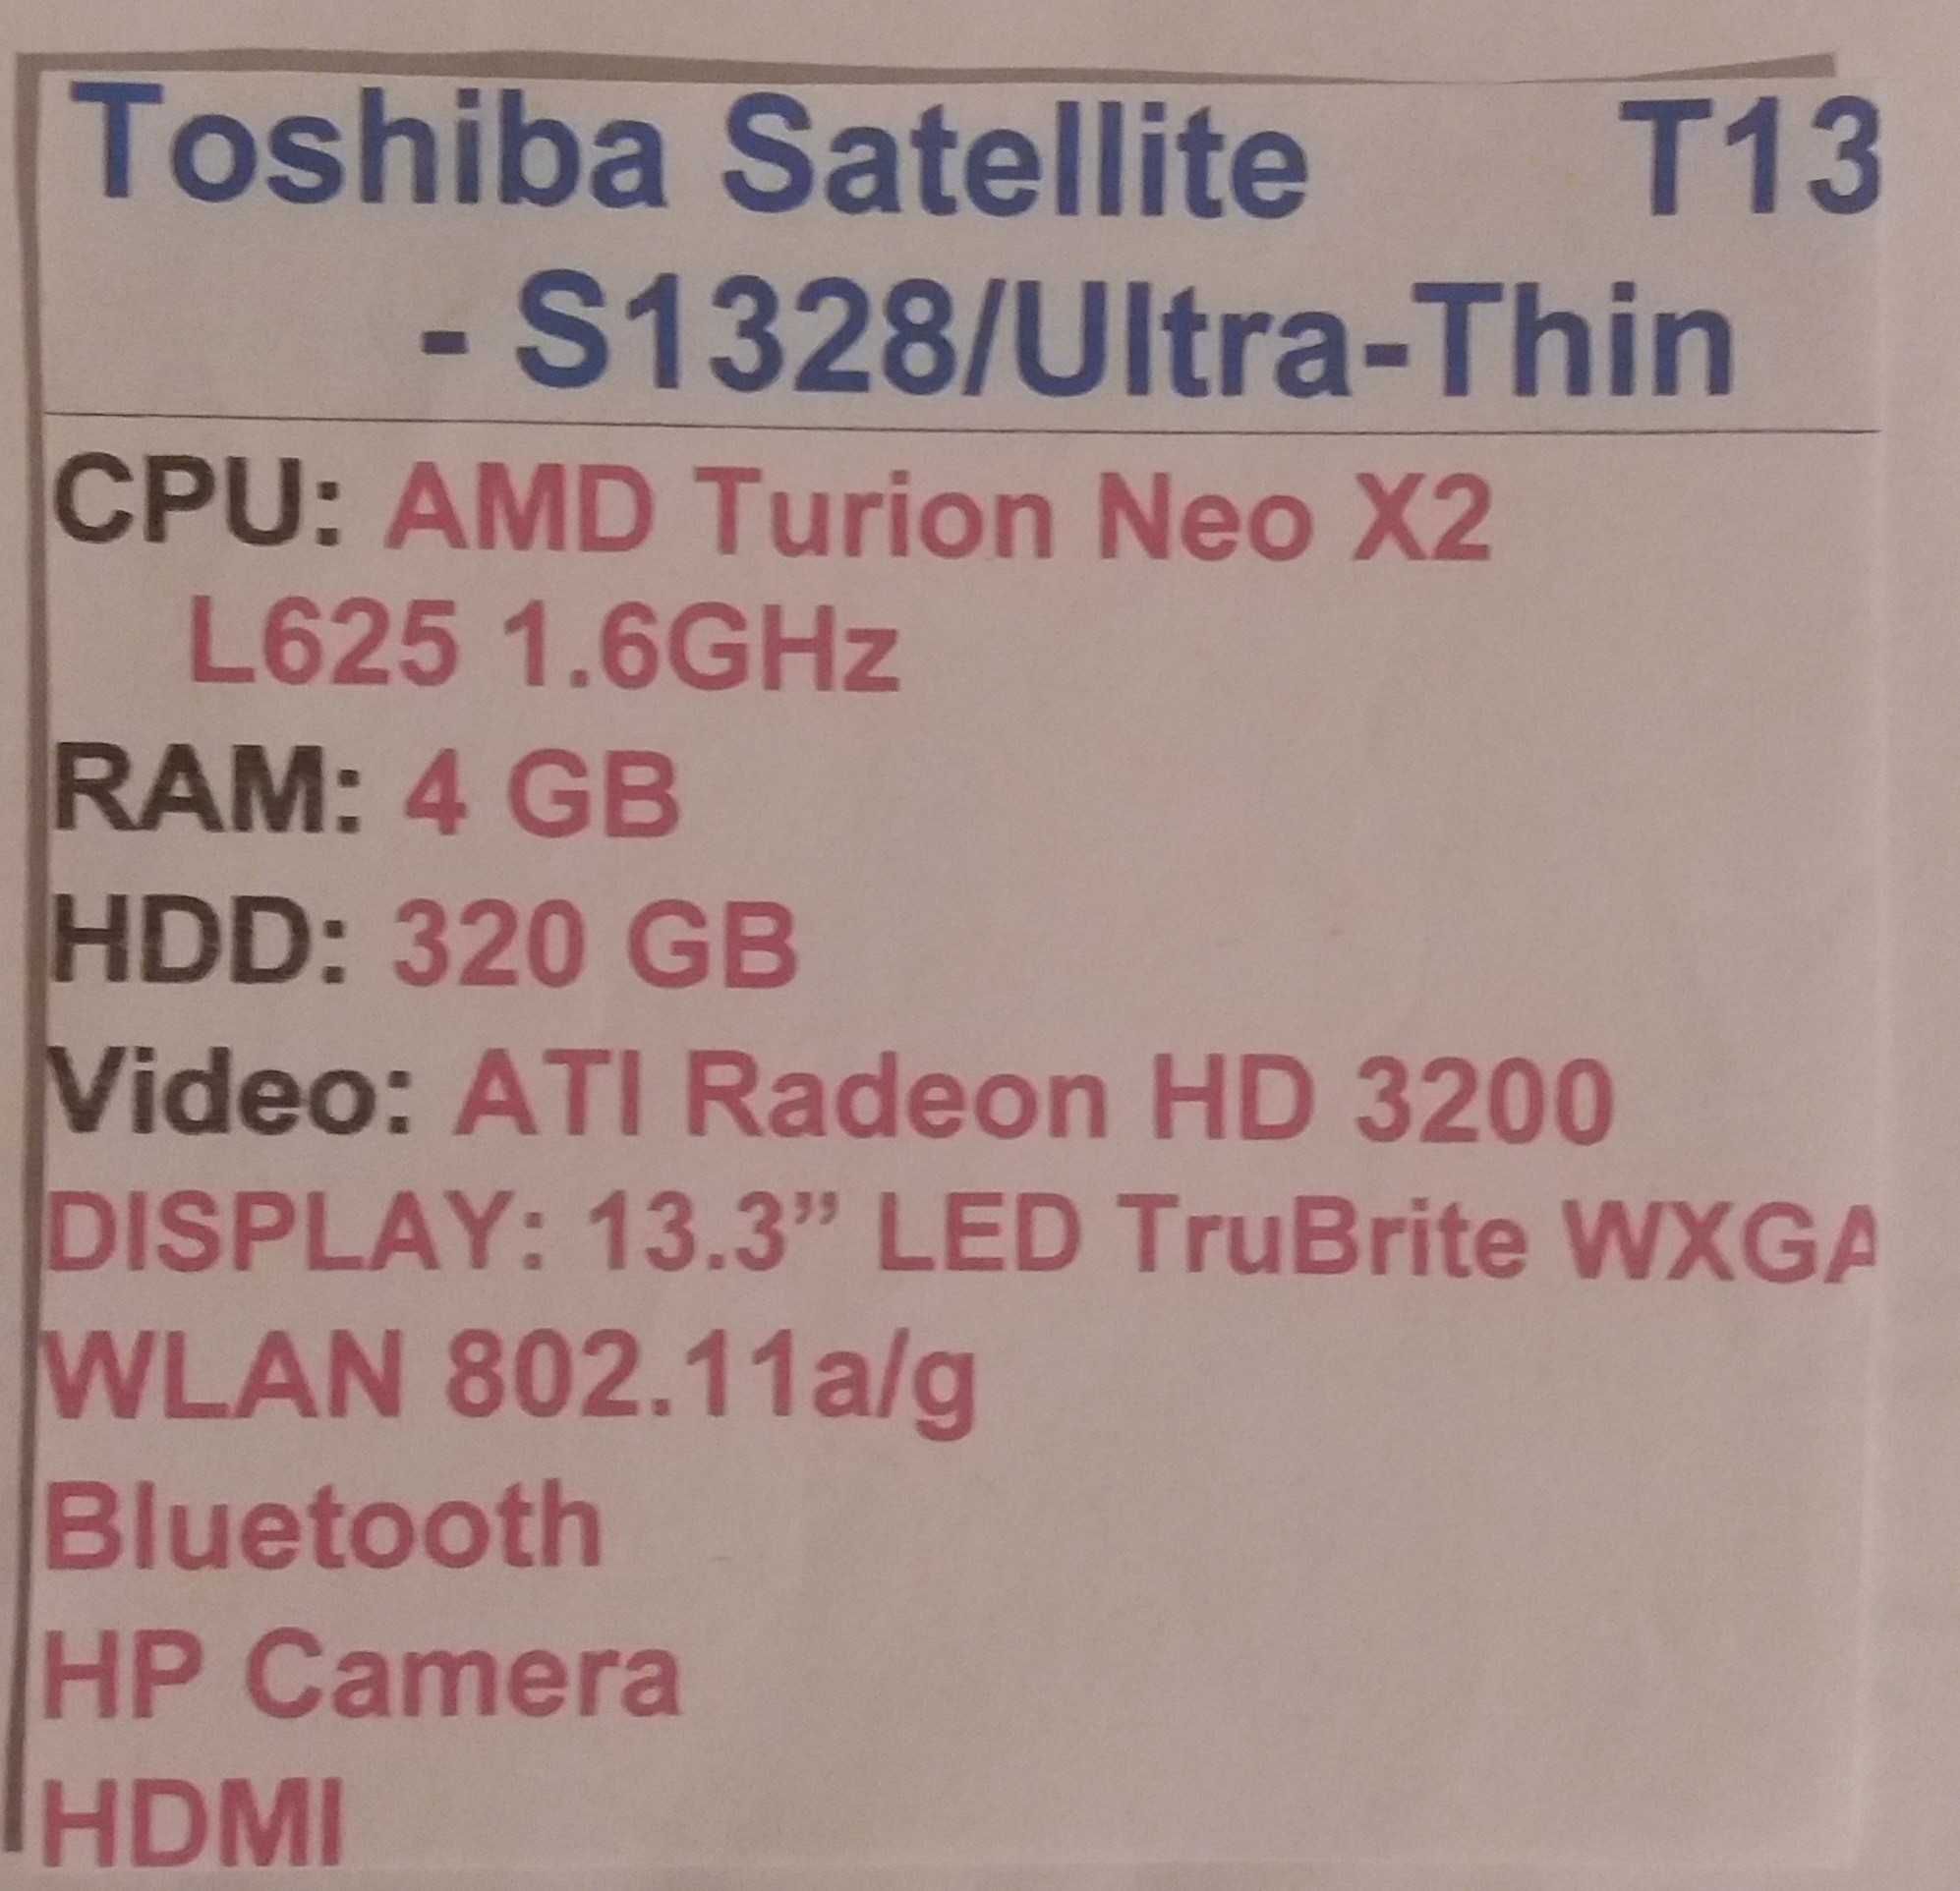 Toshiba Satellite T13
- S1328/Ultra-Thin
CPU: AMD Turion Neo X2
L625 1.6GHz
RAM: 4 GB
HDD: 320 GB
Video: ATI Radeon HD 3200
DISPLAY: 13.3” LED TruBrite WXGA
WLAN 802.11a/g
Bluetooth
HP Camera
HDMI